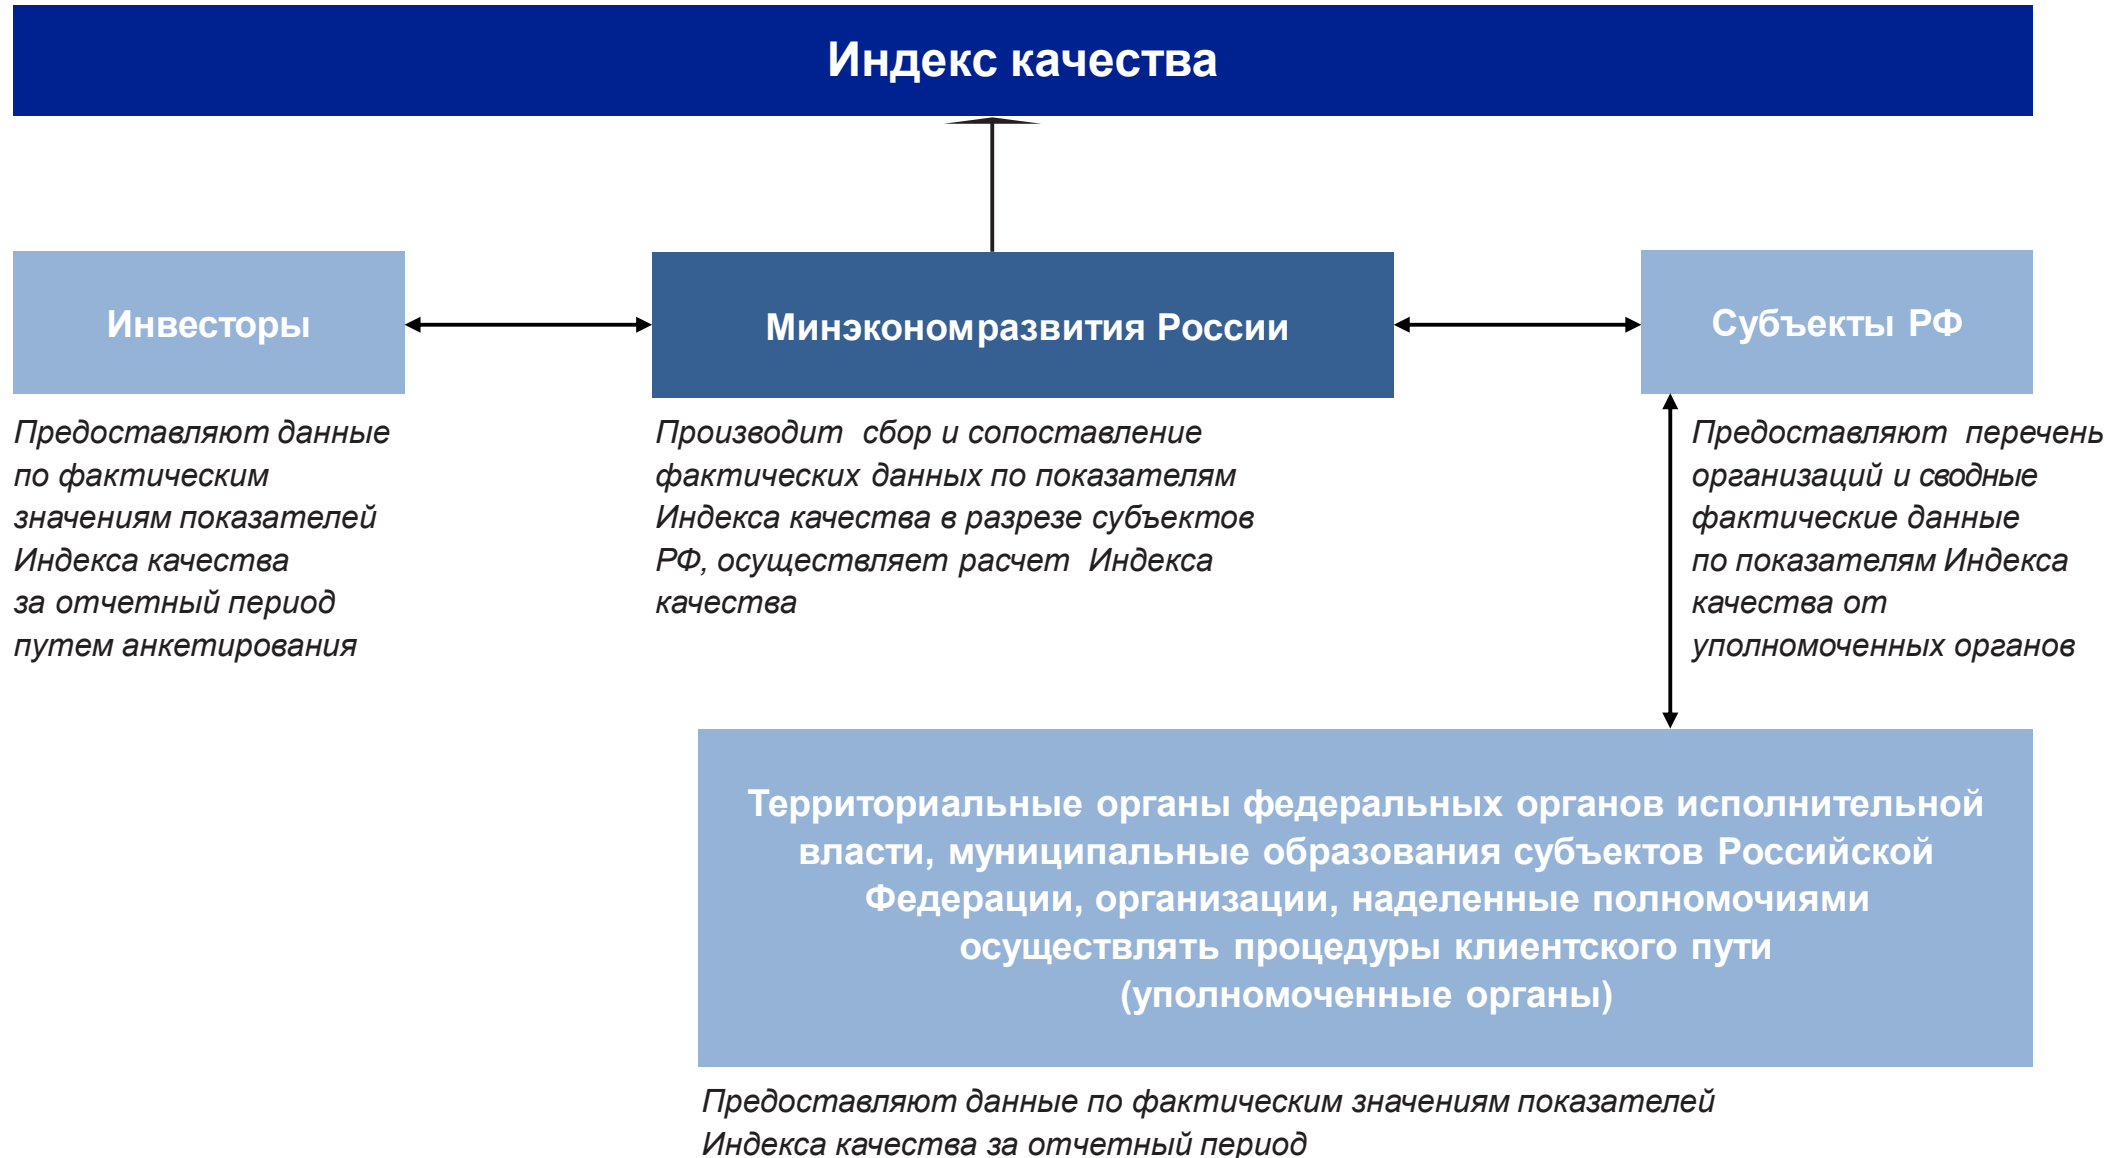 Индекс качества
Инвесторы
Минэкономразвития России
Субъекты РФ
Предоставляют данные
по фактическим
значениям показателей
Индекса качества
за отчетный период
путем анкетирования
Производит сбор и сопоставление
фактических данных по показателям
Индекса качества в разрезе субъектов
РФ, осуществляет расчет Индекса
качества
Предоставляют перечень
организаций и сводные
фактические данные
по показателям Индекса
качества от
уполномоченных органов
Территориальные органы федеральных органов исполнительной
власти, муниципальные образования субъектов Российской
Федерации, организации, наделенные полномочиями
осуществлять процедуры клиентского пути
(уполномоченные органы)
Предоставляют данные по фактическим значениям показателей
Индекса качества за отчетный период